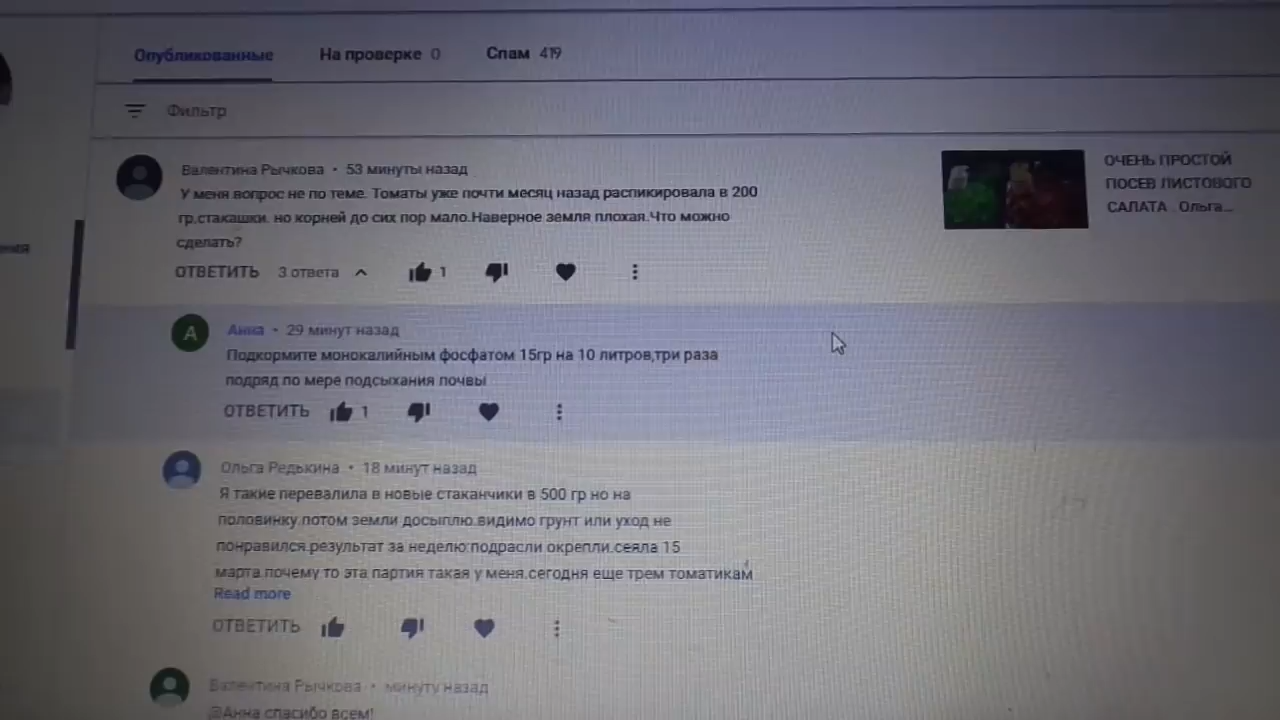 Опубликованные На проверке 0 Спам 419
Фильтр
Валентина Рычкова • 53 минуты назад
У меня вопрос не по теме. Томаты уже почти месяц назад распикировала в 200
гр.стакашки. но корней до сих пор мало.Наверное земля плохая.Что можно
сделать?
ОТВЕТИТЬ 3 ответа 1
ОЧЕНЬ ПРОСТОЙ
ПОСЕВ ЛИСТОВОГО
САЛАТА . Ольга...
ения
А
Анна • 29 минут назад
Подкормите монокалийным фосфатом 15гр на 10 литров,три раза
подряд по мере подсыхания почвы
ОТВЕТИТЬ 1
Ольга Редькина • 18 минут назад
Я такие перевалила в новые стаканчики в 500 гр но на
половинку.потом земли досыплю.видимо грунт или уход не
понравился.результат за неделю:подрасли окрепли.сеяла 15
марта.почему то эта партия такая у меня.сегодня еще трем томатикам
Read more
ОТВЕТИТЬ
Валентина Рычкова • минуту назад
@Анна спасибо всем!